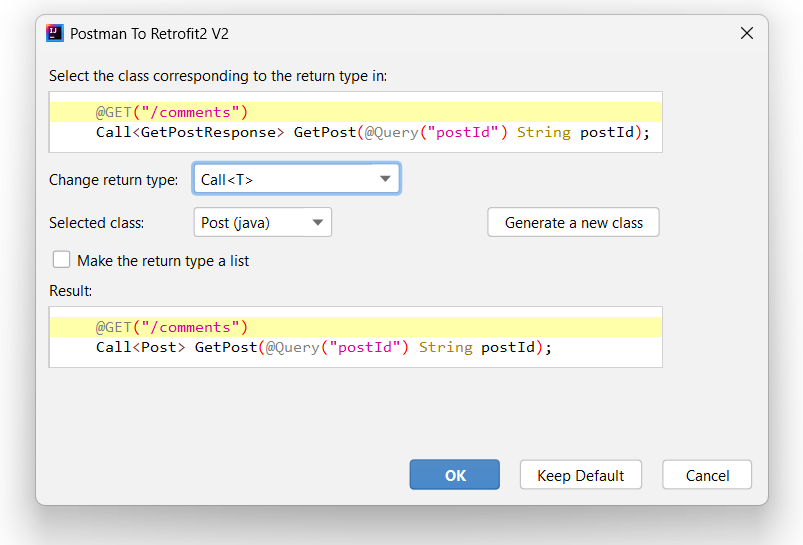 Postman To Retrofit2 V2
Select the class corresponding to the return type in:
@GET("/comments")
Call<GetPostResponse> GetPost(@Query("postId") String postId);
Change return type: Call<T>
Selected class: Post (java) Generate a new class
Make the return type a list
Result:
@GET("/comments")
Call<Post> GetPost(@Query("postId") String postId);
OK Keep Default Cancel